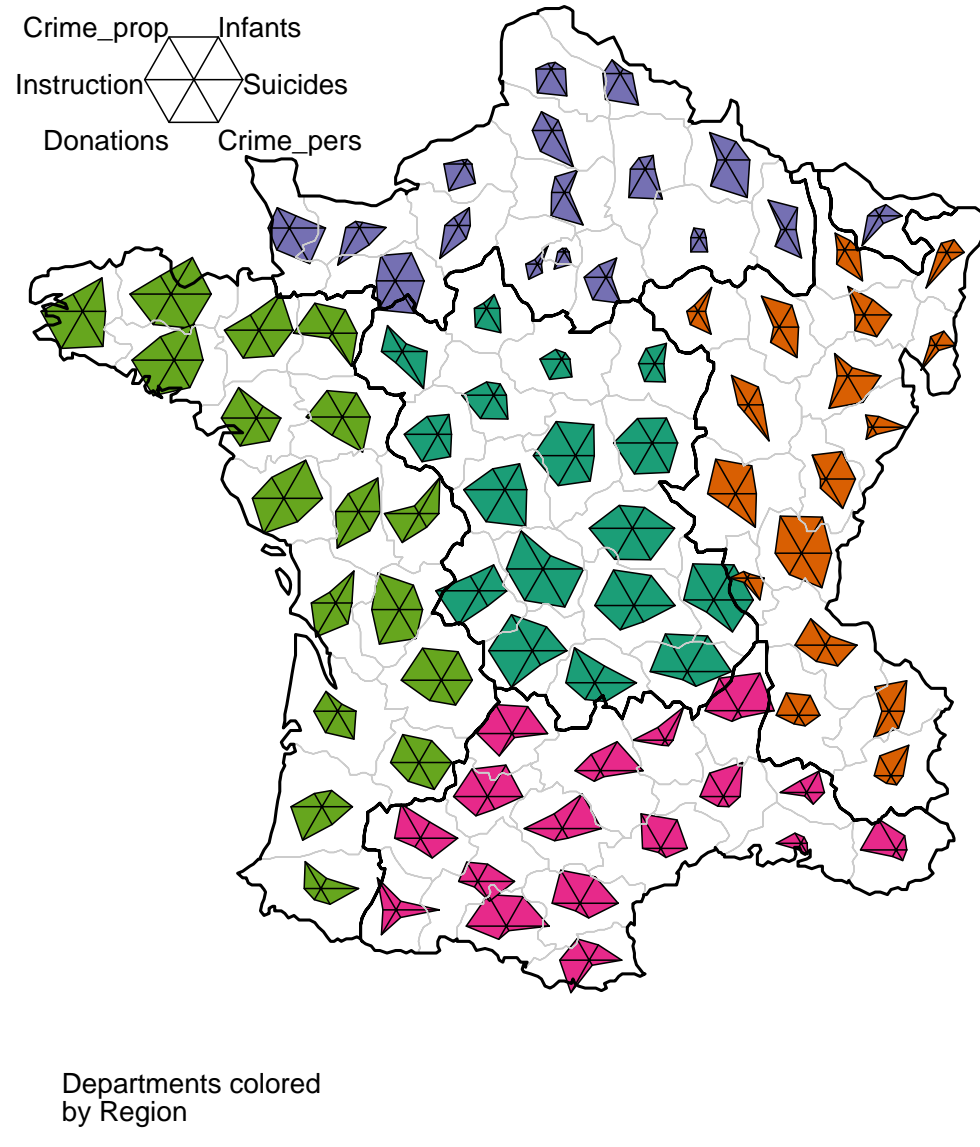 Crime_prop Infants
Instruction Suicides
Donations Crime_pers
Departments colored
by Region